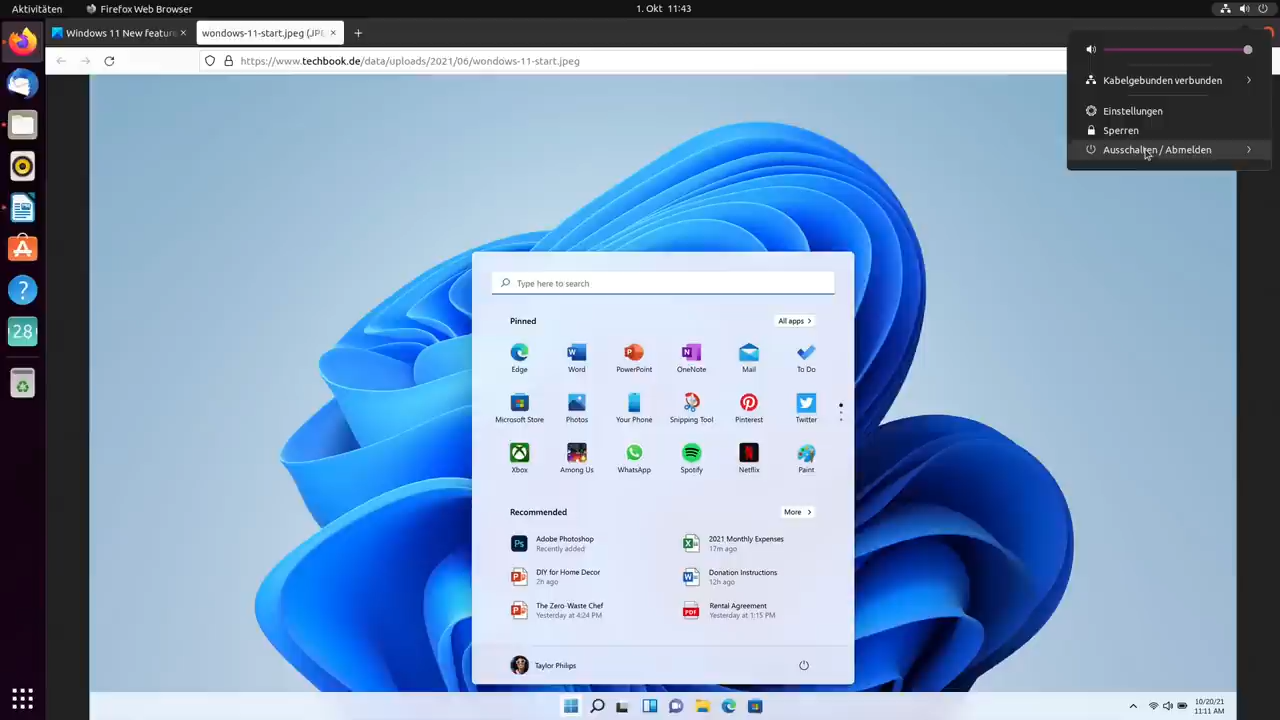 Aktivitäten
Firefox Web Browser
1. Okt 11:43
Windows 11 New featur
wondows-11-start.jpeg (JP
https://www.techbook.de/data/uploads/2021/06/wondows-11-start.jpeg
Kabelgebunden verbunden
Einstellungen
Sperren
Ausschalten / Abmelden
28
Type here to search
Pinned
All apps
Edge
Word
PowerPoint
OneNote
Mail
To Do
Microsoft Store
Photos
Your Phone
Snipping Tool
Pinterest
Twitter
Xbox
Among Us
WhatsApp
Spotify
Netflix
Paint
Recommended
More
Adobe Photoshop
Recently added
2021 Monthly Expenses
17m ago
DIY for Home Decor
2h ago
Donation Instructions
12h ago
The Zero-Waste Chef
Yesterday at 4:24 PM
Rental Agreement
Yesterday at 1:15 PM
Taylor Philips
10/20/21
11:11 AM